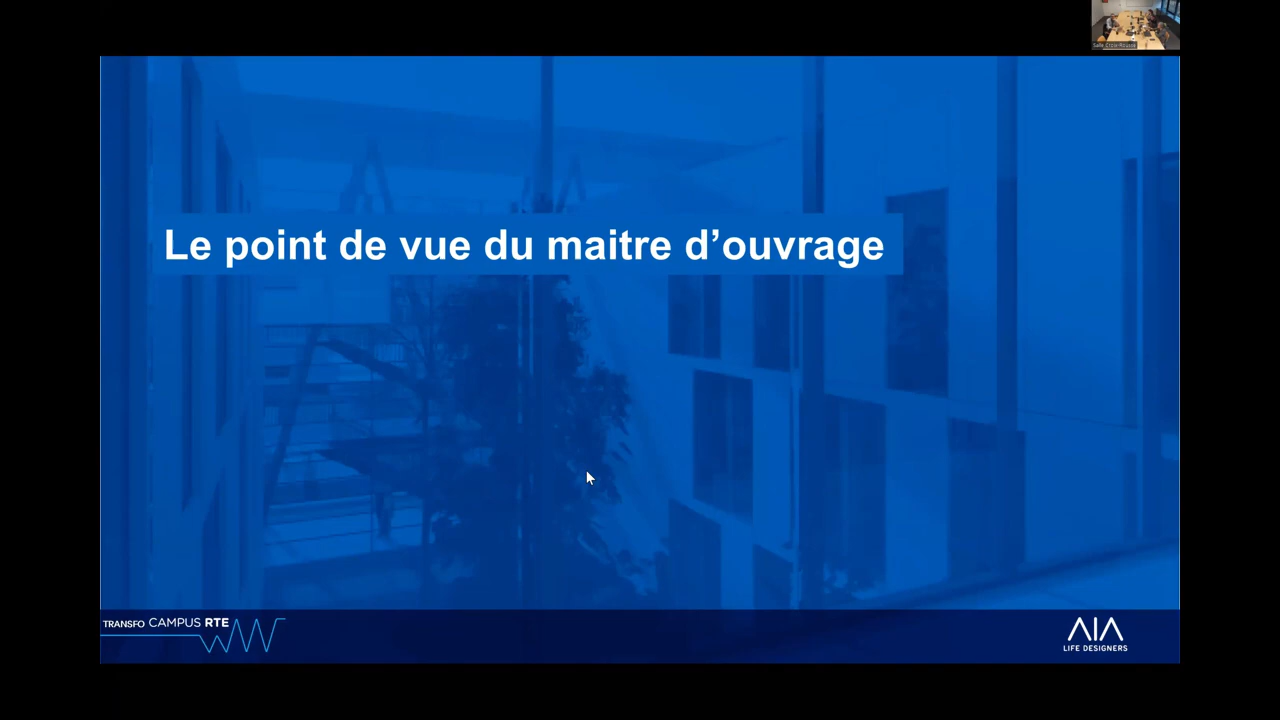 Le point de vue du maitre d’ouvrage
TRANSFO CAMPUS RTE
AIA
LIFE DESIGNERS